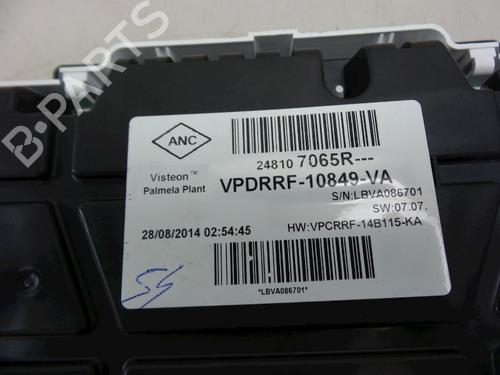 B-PARTS
ANC
24810 7065R---
Visteon™
Palmela Plant
VPDRRF-10849-VA
S/N:LBVA086701
SW:07.07.
28/08/2014 02:54:45
HW:VPCRRF-14B115-KA
*LBVA086701*